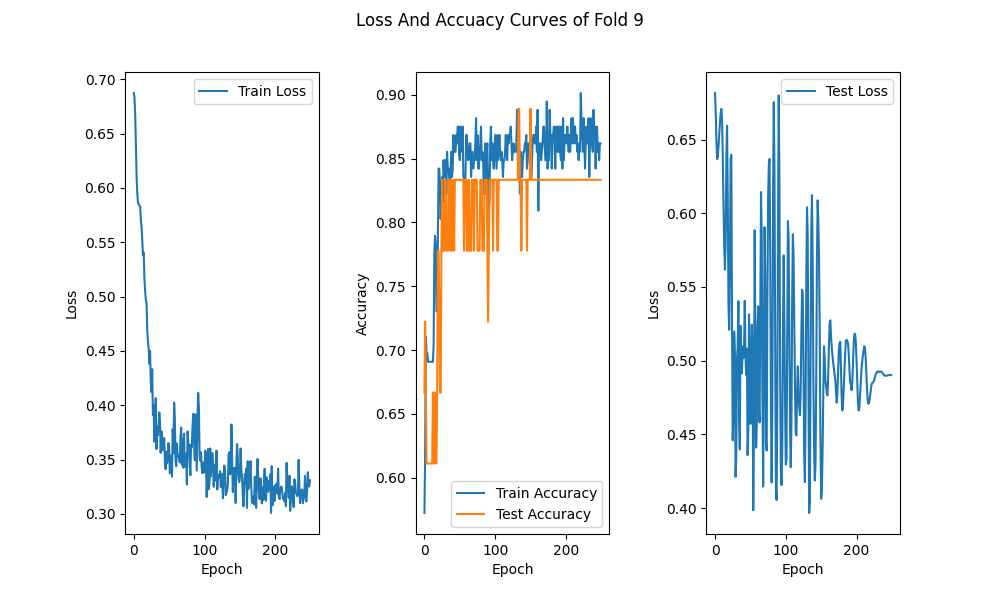 Loss And Accuacy Curves of Fold 9
0.70
0.65
0.60
0.55
0.50
0.45
0.40
0.35
0.30
Loss
0
100
200
Epoch
Train Loss
0.90
0.85
0.80
0.75
0.70
0.65
0.60
Accuracy
0
100
200
Epoch
Train Accuracy
Test Accuracy
0.65
0.60
0.55
0.50
0.45
0.40
Loss
0
100
200
Epoch
Test Loss